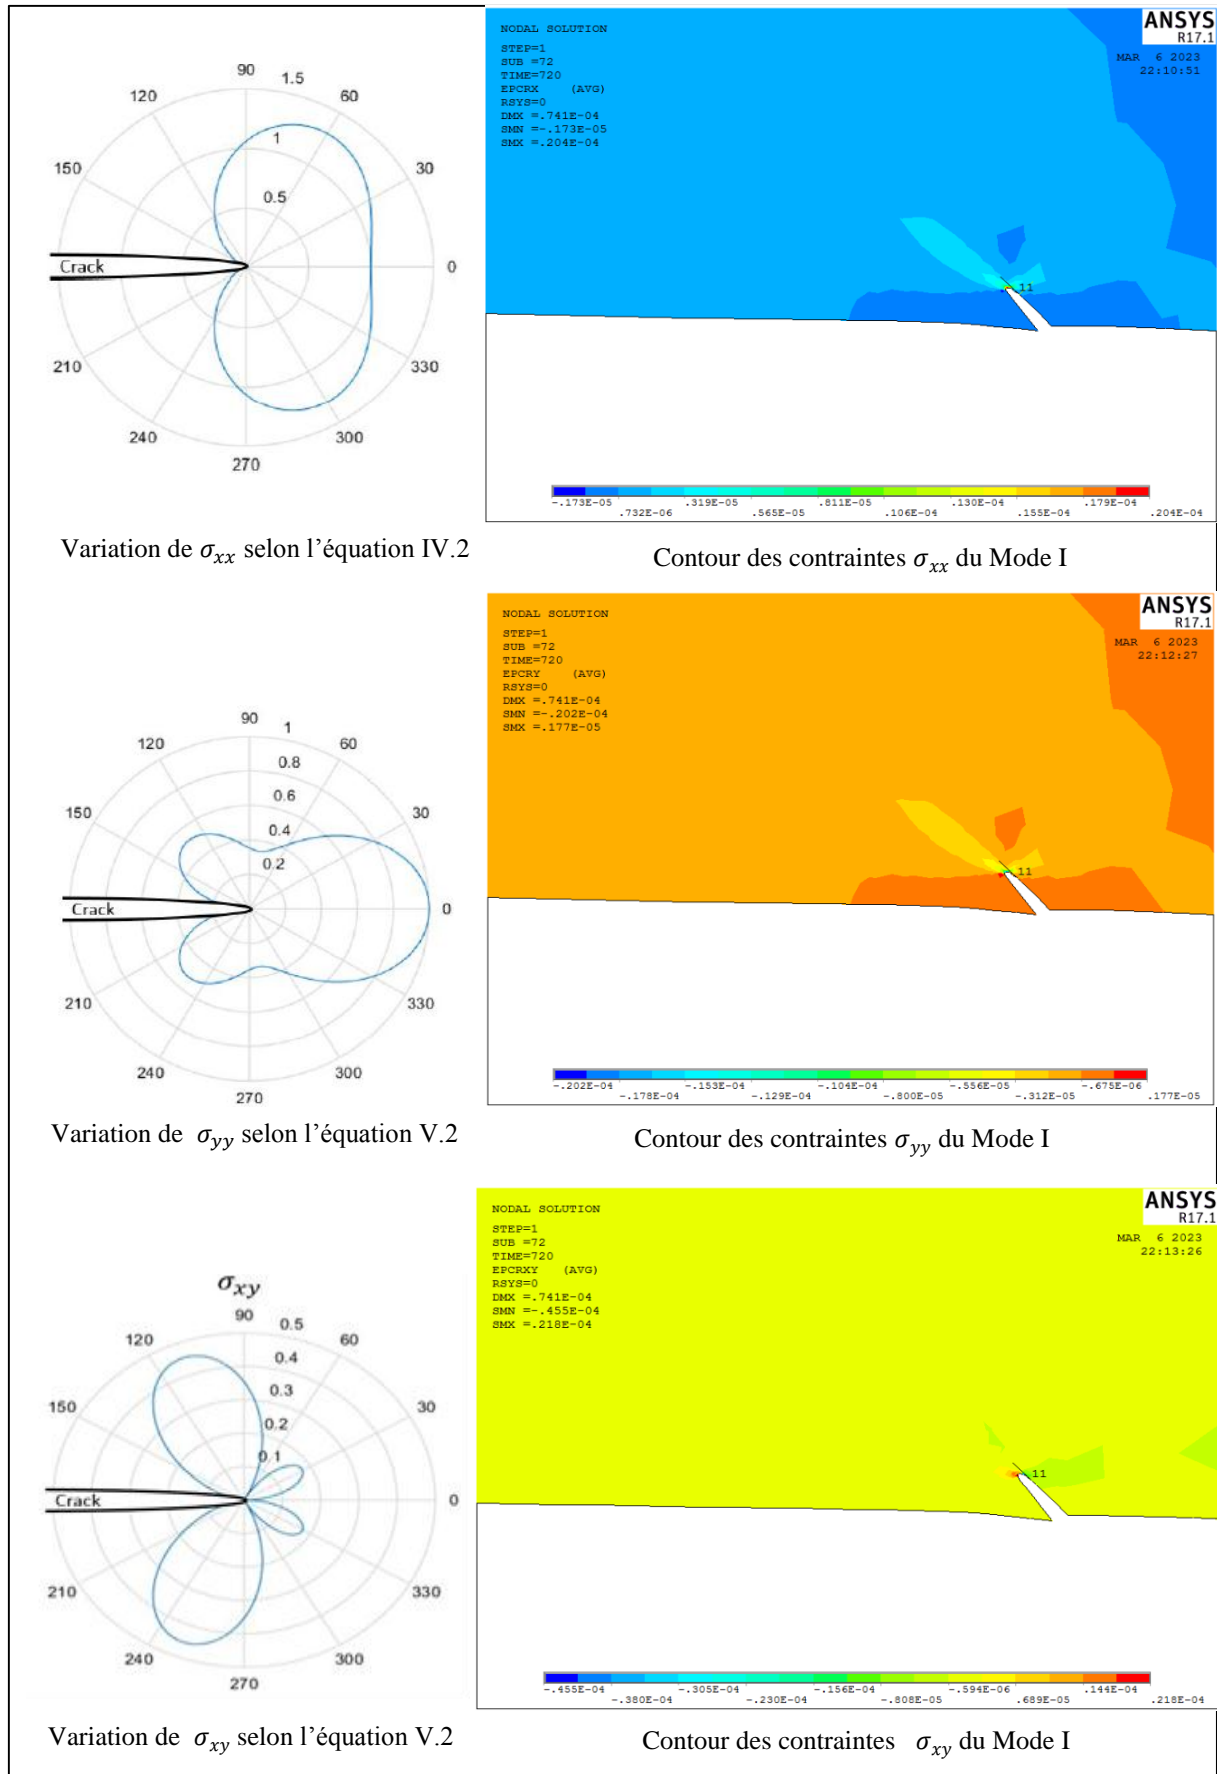 90
1.5
120
60
1
150
30
0.5
Crack
0
210
330
240
300
270
NODAL SOLUTION
STEP=1
SUB =72
TIME=720
EPCRX (AVG)
RSYS=0
DMX =.741E-04
SMN =-.173E-05
SMX =.204E-04
ANSYS
R17.1
MAR 6 2023
22:10:51
11
-.173E-05
.732E-06
.319E-05
.565E-05
.811E-05
.106E-04
.130E-04
.155E-04
.179E-04
.204E-04
Variation de σxx selon l’équation IV.2
Contour des contraintes σxx du Mode I
90
1
120
60
0.8
0.6
150
30
0.4
0.2
Crack
0
210
330
240
300
270
NODAL SOLUTION
STEP=1
SUB =72
TIME=720
EPCRY (AVG)
RSYS=0
DMX =.741E-04
SMN =-.202E-04
SMX =.177E-05
ANSYS
R17.1
MAR 6 2023
22:12:27
11
-.202E-04
-.178E-04
-.153E-04
-.129E-04
-.104E-04
-.800E-05
-.556E-05
-.312E-05
-.675E-06
.177E-05
Variation de σyy selon l’équation V.2
Contour des contraintes σyy du Mode I
σxy
90
0.5
120
60
0.4
0.3
150
30
0.2
0.1
Crack
0
210
330
240
300
270
NODAL SOLUTION
STEP=1
SUB =72
TIME=720
EPCRXY (AVG)
RSYS=0
DMX =.741E-04
SMN =-.455E-04
SMX =.218E-04
ANSYS
R17.1
MAR 6 2023
22:13:26
11
-.455E-04
-.380E-04
-.305E-04
-.230E-04
-.156E-04
-.808E-05
-.594E-06
.689E-05
.144E-04
.218E-04
Variation de σxy selon l’équation V.2
Contour des contraintes σxy du Mode I